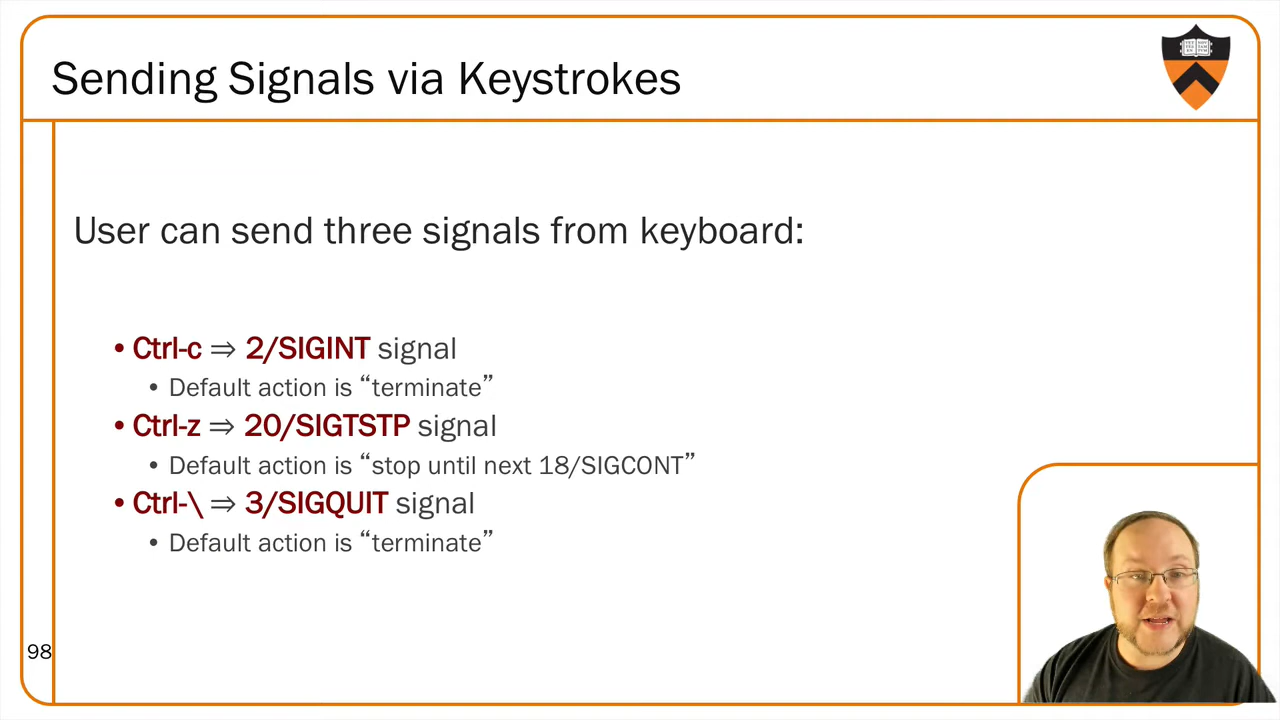 Sending Signals via Keystrokes
User can send three signals from keyboard:
• Ctrl-c ⇒ 2/SIGINT signal
• Default action is “terminate”
• Ctrl-z ⇒ 20/SIGTSTP signal
• Default action is “stop until next 18/SIGCONT”
• Ctrl-\ ⇒ 3/SIGQUIT signal
• Default action is “terminate”
98